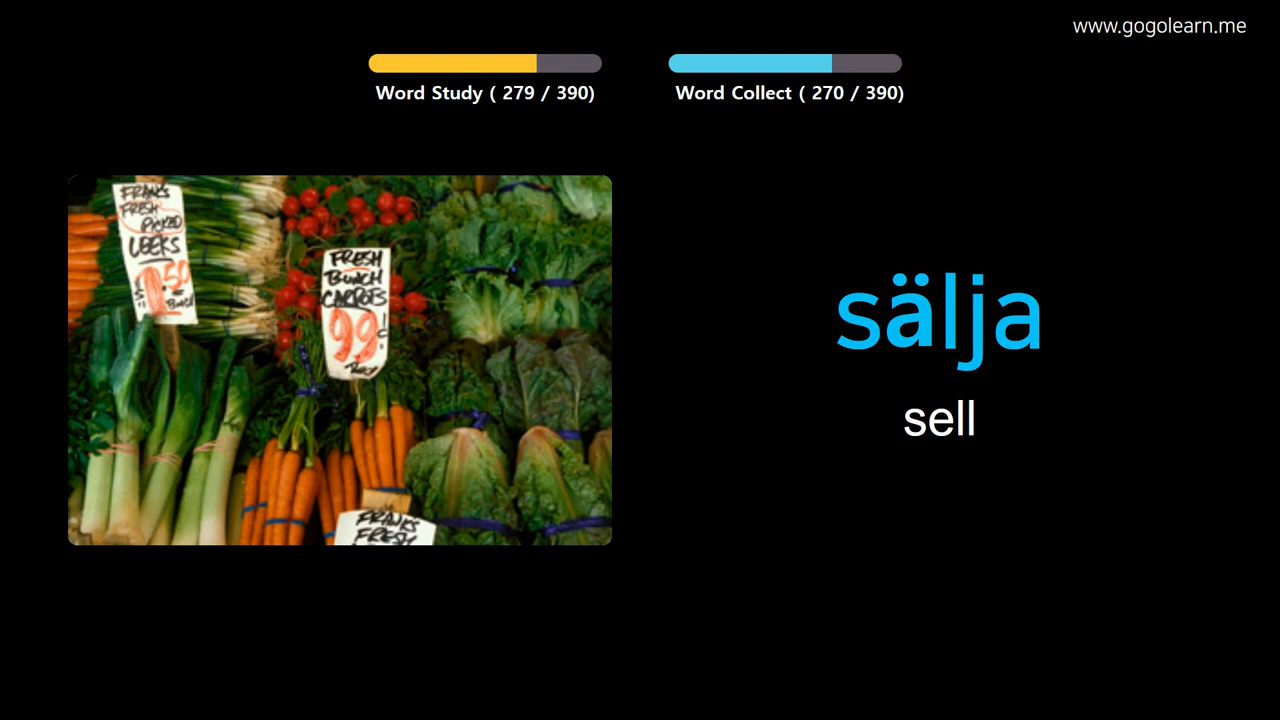 www.gogolearn.me
Word Study ( 279 / 390)
Word Collect ( 270 / 390)
FRANK'S
FRESH
PICKED
LEEKS
FRESH
BUNCH
CARROTS
99
FRANK'S
FRESH
sälja
sell